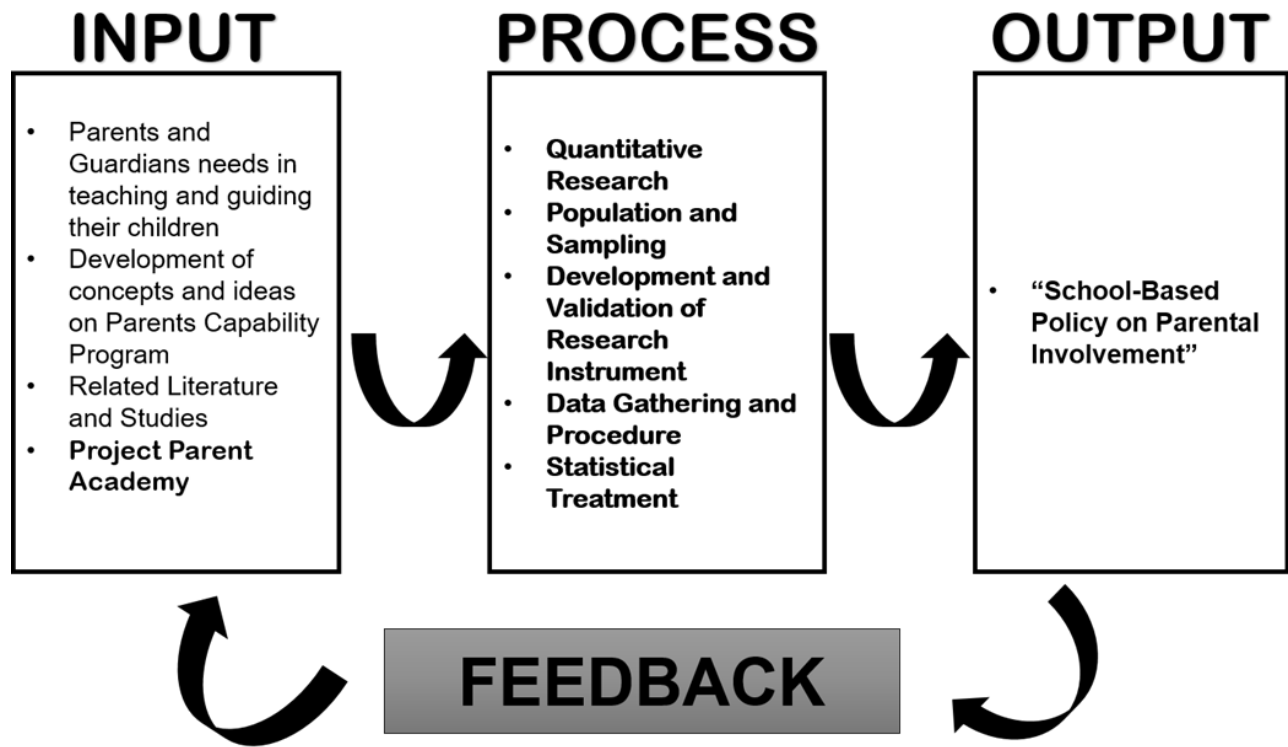 INPUT
• Parents and
Guardians needs in
teaching and guiding
their children
• Development of
concepts and ideas
on Parents Capability
Program
• Related Literature
and Studies
• Project Parent
Academy
PROCESS
• Quantitative
Research
• Population and
Sampling
• Development and
Validation of
Research
Instrument
• Data Gathering and
Procedure
• Statistical
Treatment
OUTPUT
• “School-Based
Policy on Parental
Involvement”
FEEDBACK